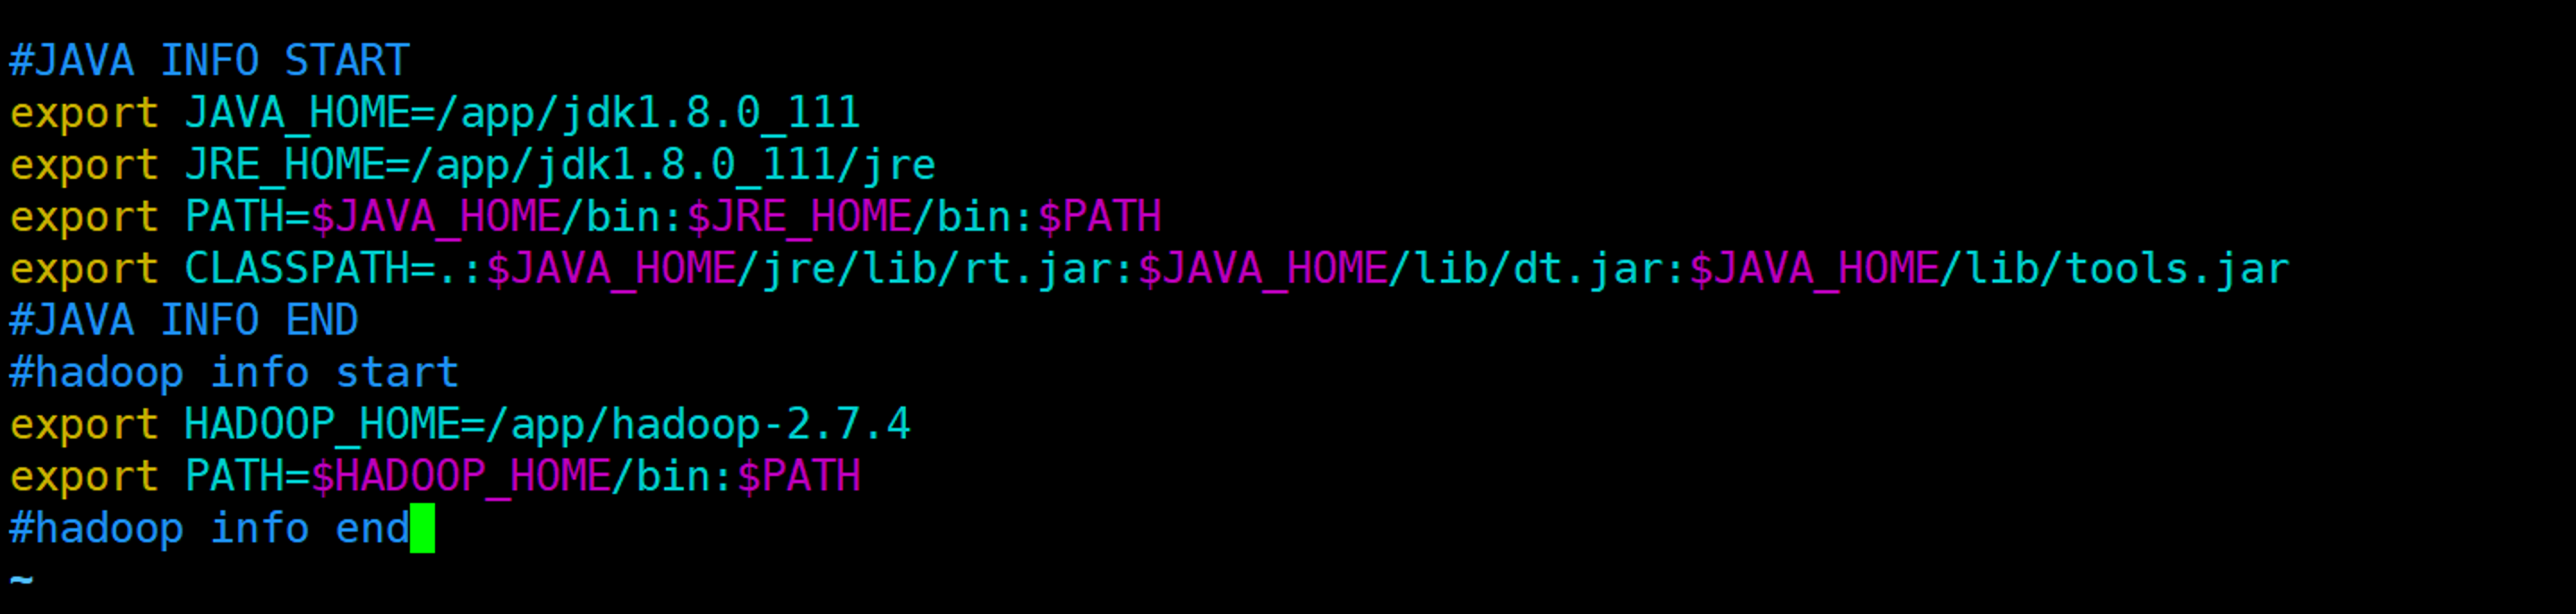 #JAVA INFO START
export JAVA_HOME=/app/jdk1.8.0_111
export JRE_HOME=/app/jdk1.8.0_111/jre
export PATH=$JAVA_HOME/bin:$JRE_HOME/bin:$PATH
export CLASSPATH=.:$JAVA_HOME/jre/lib/rt.jar:$JAVA_HOME/lib/dt.jar:$JAVA_HOME/lib/tools.jar
#JAVA INFO END
#hadoop info start
export HADOOP_HOME=/app/hadoop-2.7.4
export PATH=$HADOOP_HOME/bin:$PATH
#hadoop info end
~